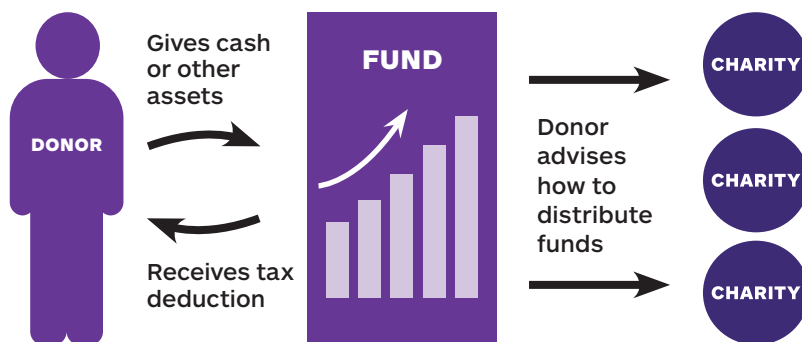 DONOR
Gives cash
or other
assets
Receives tax
deduction
FUND
Donor
advises
how to
distribute
funds
CHARITY
CHARITY
CHARITY